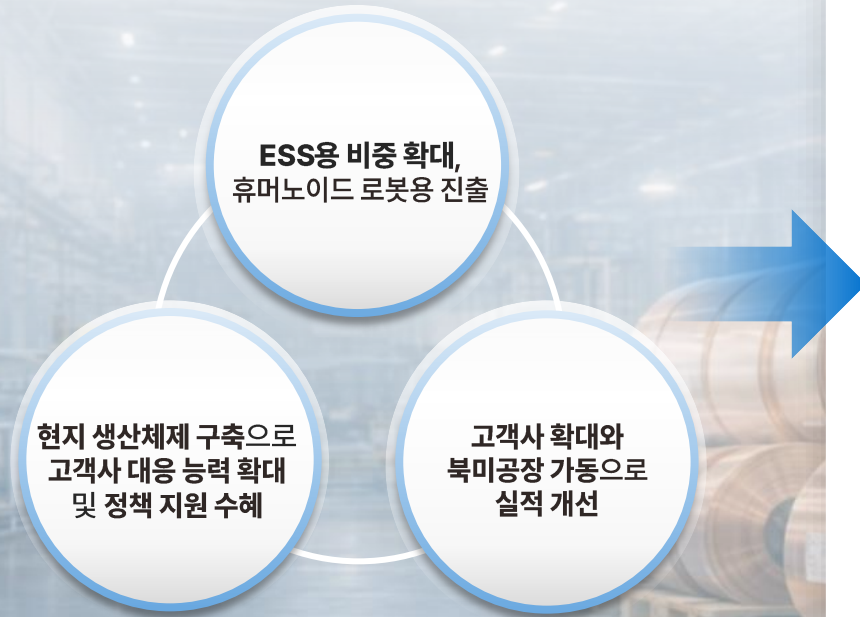 ESS용 비중 확대,
휴머노이드 로봇용 진출
현지 생산체제 구축으로
고객사 대응 능력 확대
및 정책 지원 수혜
고객사 확대와
북미공장 가동으로
실적 개선